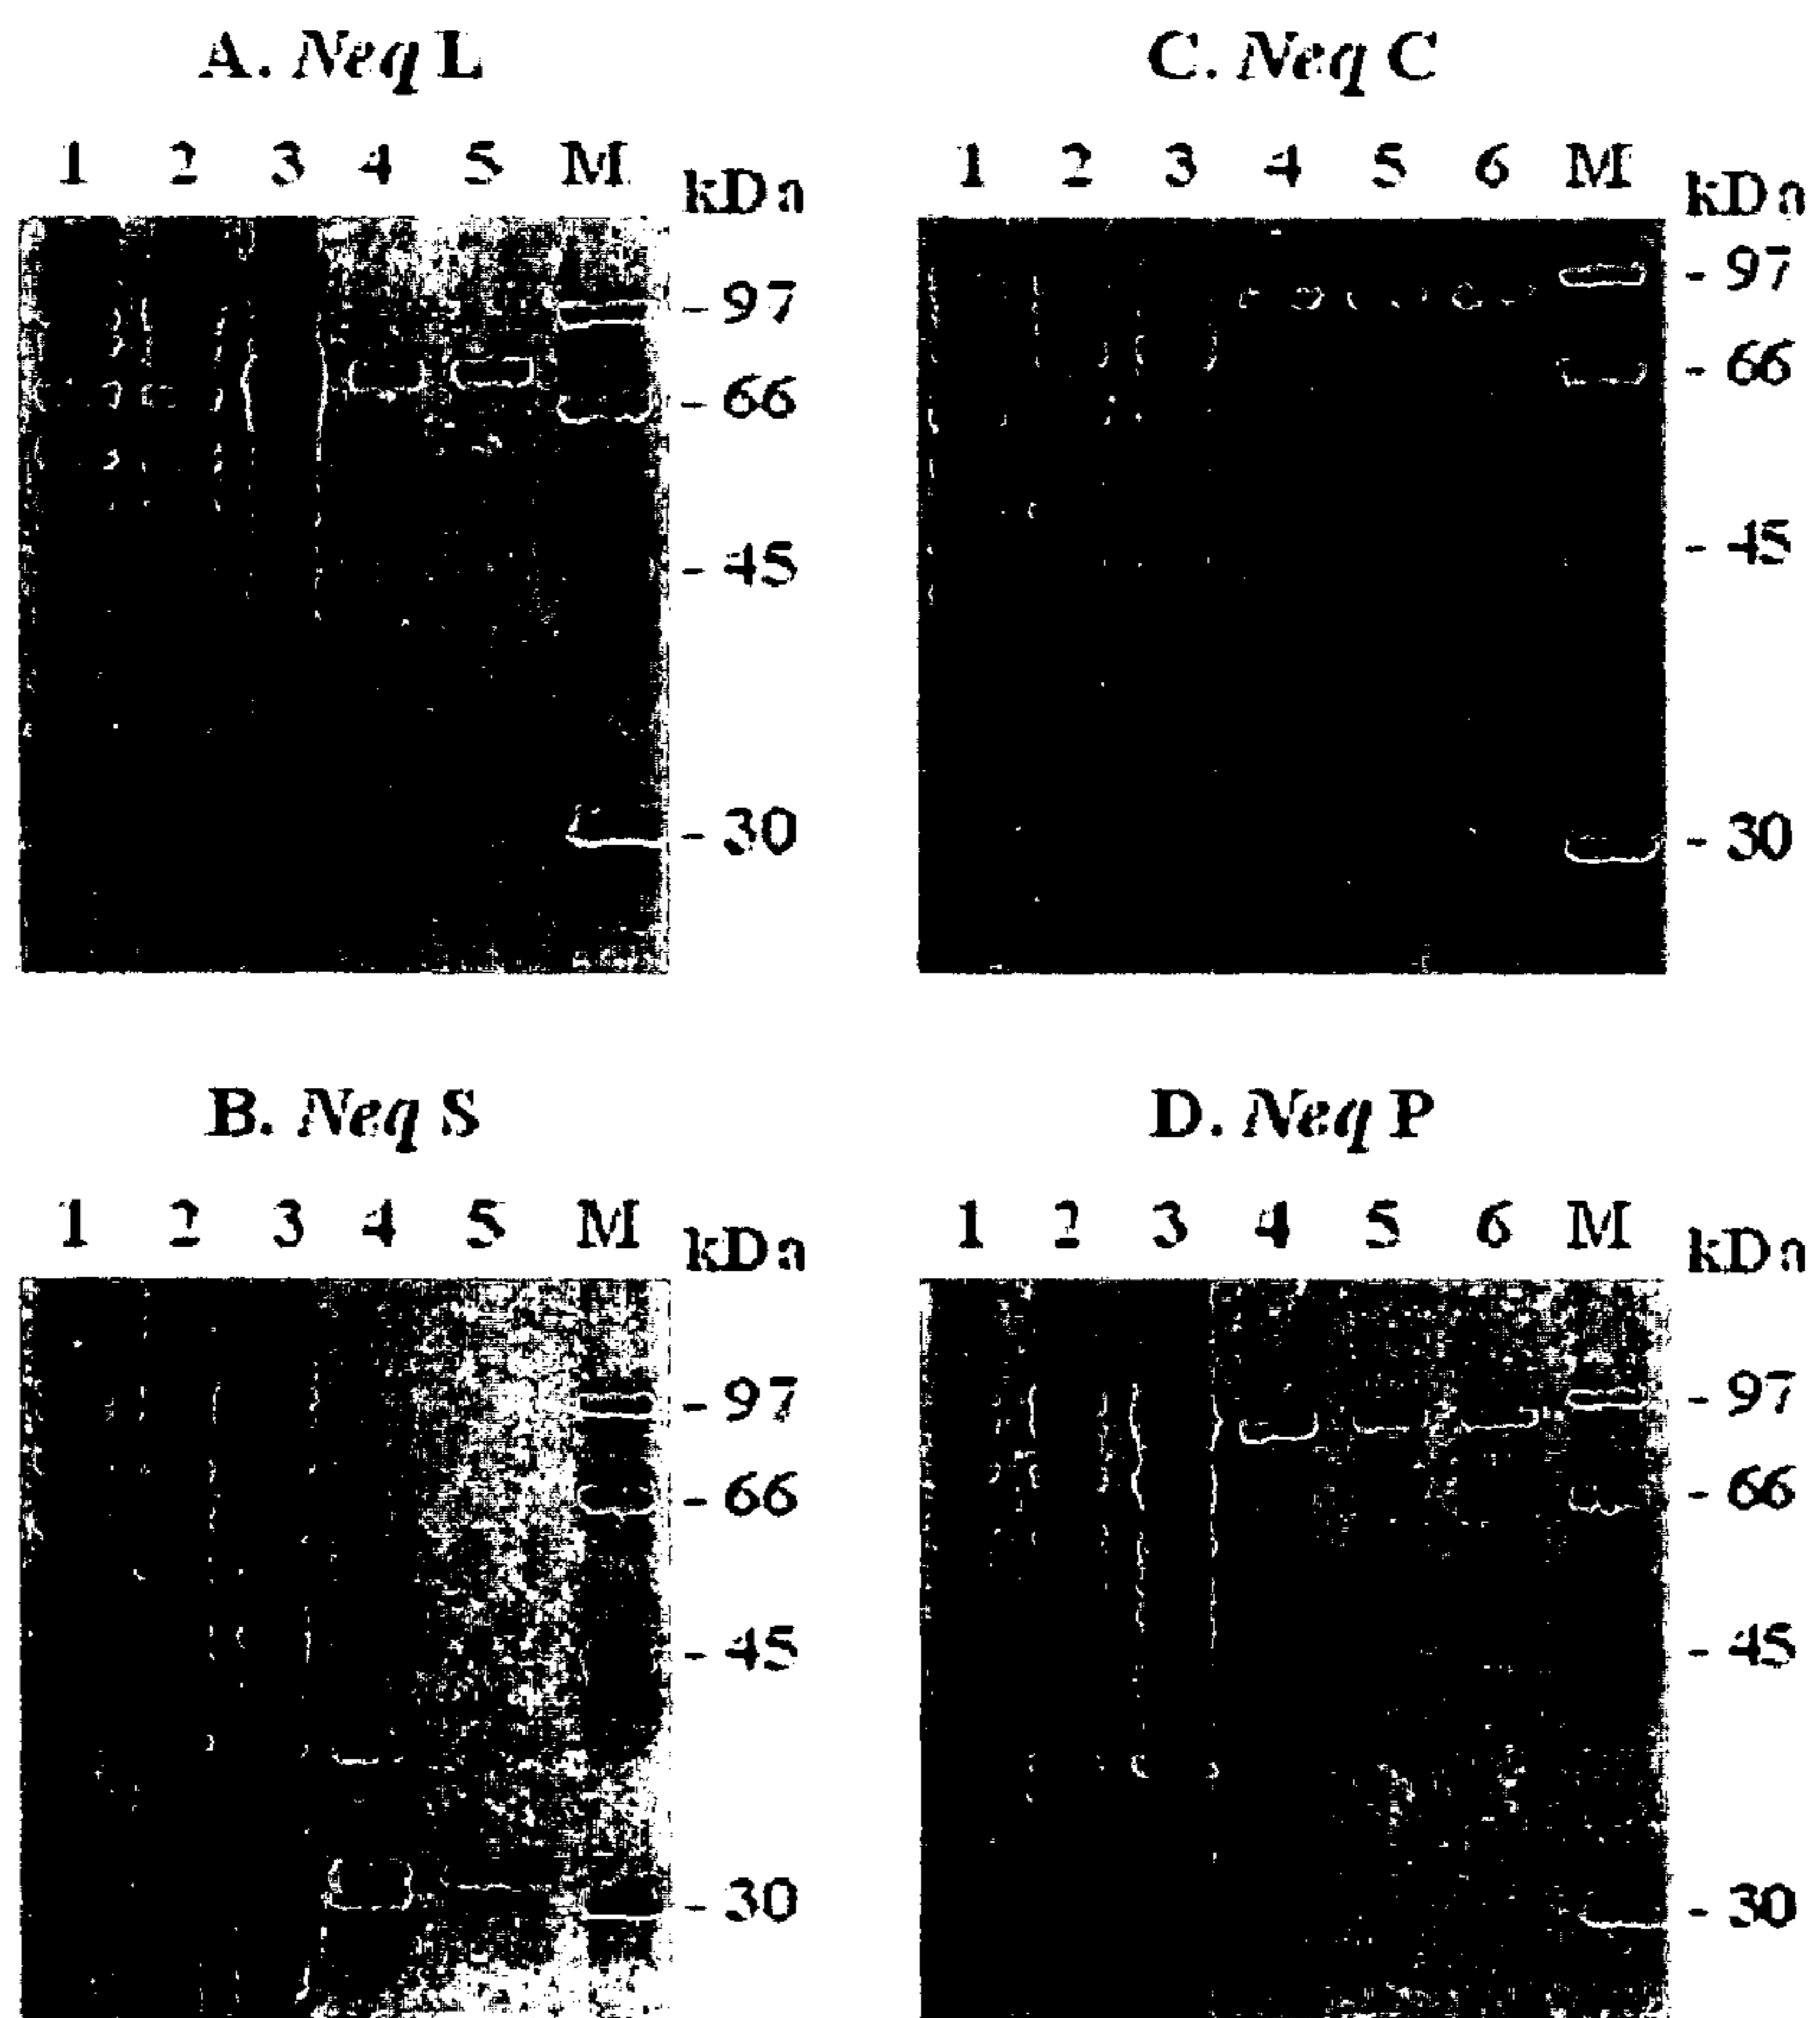 A. Neq L
1 2 3 4 5 M kDa
- 97
- 66
- 45
- 30
C. Neq C
1 2 3 4 5 6 M kDa
- 97
- 66
- 45
- 30
B. Neq S
1 2 3 4 5 M kDa
- 97
- 66
- 45
- 30
D. Neq P
1 2 3 4 5 6 M kDa
- 97
- 66
- 45
- 30